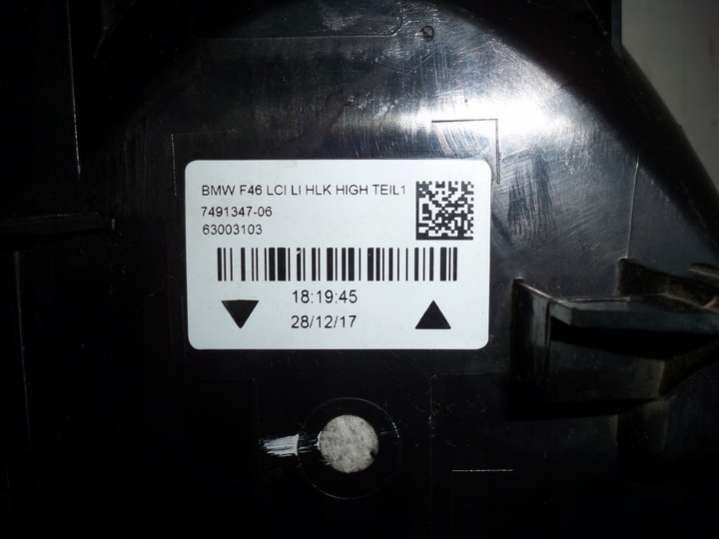 BMW F46 LCI LI HLK HIGH TEIL1
7491347-06
63003103
18:19:45
28/12/17